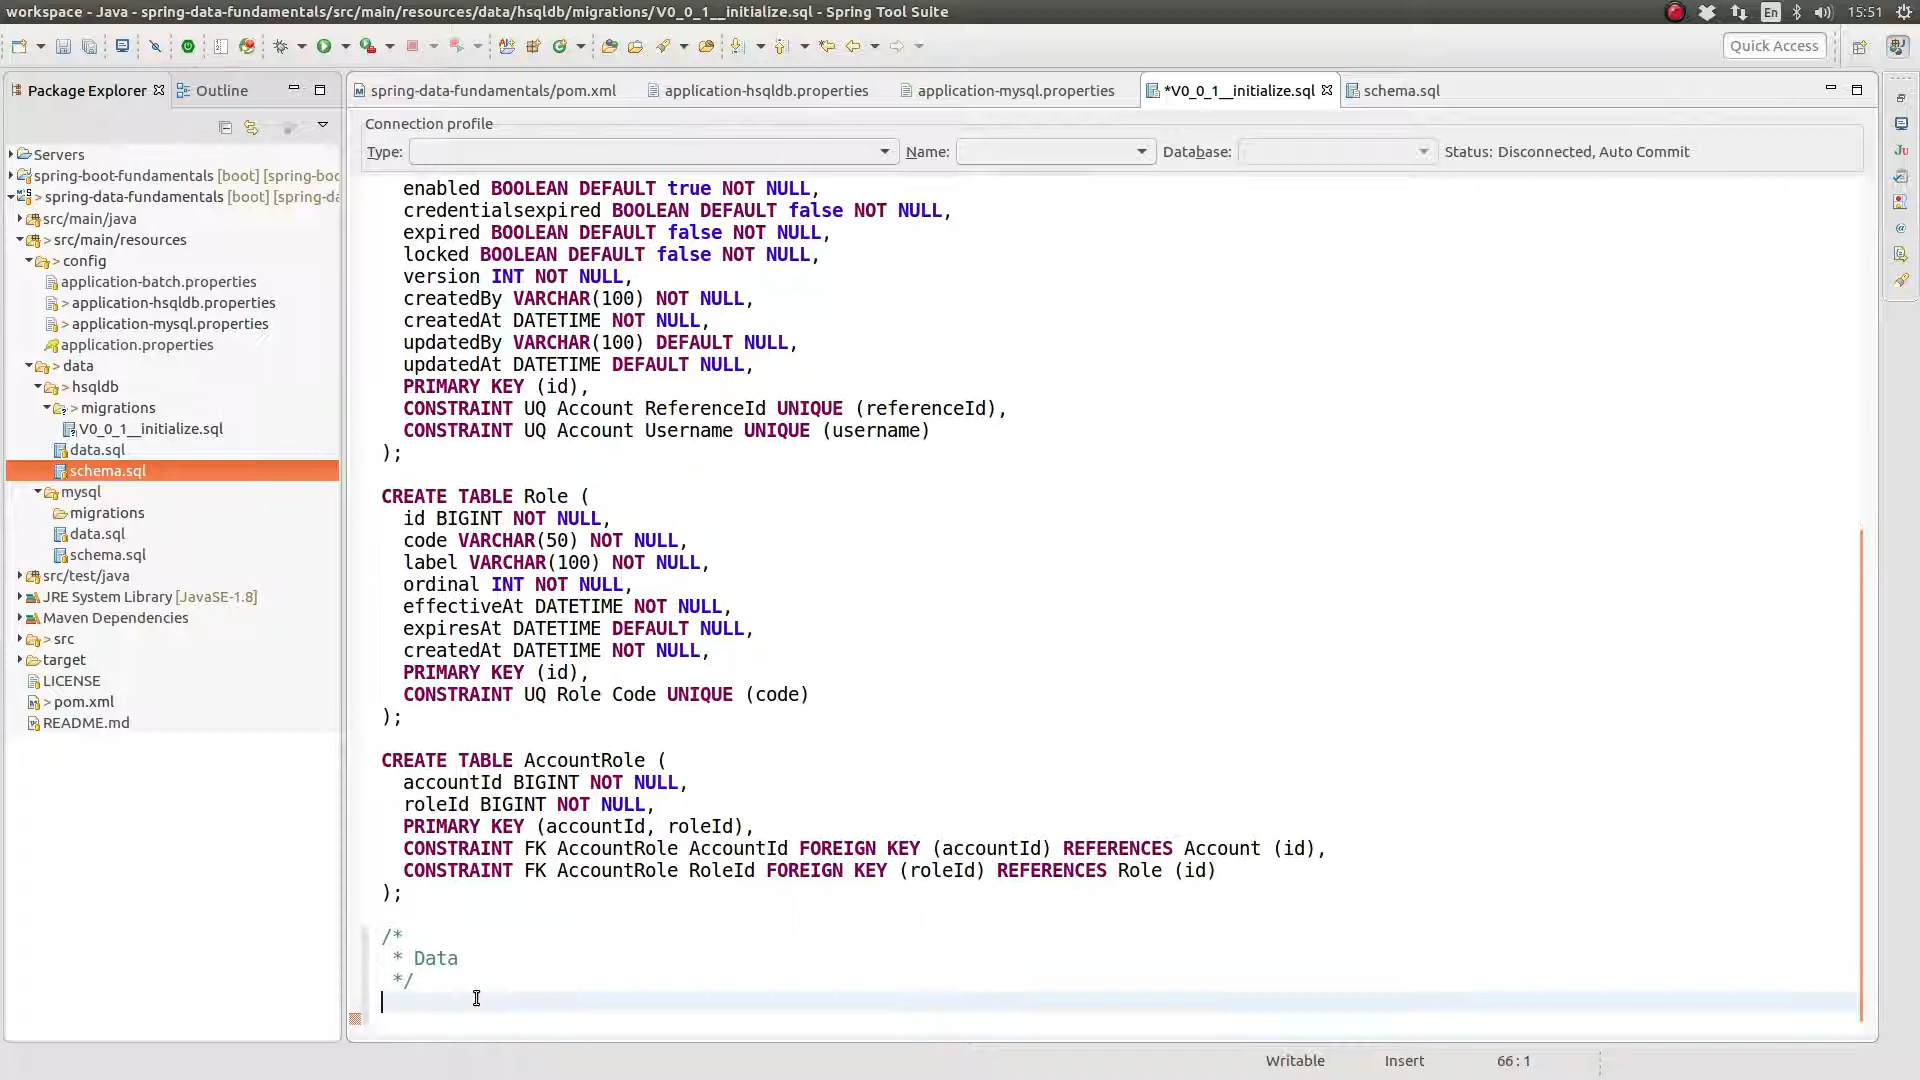 workspace - Java - spring-data-fundamentals/src/main/resources/data/hsqldb/migrations/V0_0_1__initialize.sql - Spring Tool Suite
En
15:51
Quick Access
Package Explorer
Outline
spring-data-fundamentals/pom.xml
application-hsqldb.properties
application-mysql.properties
*V0_0_1__initialize.sql
schema.sql
Connection profile
Type:
Name:
Database:
Status: Disconnected, Auto Commit
Servers
spring-boot-fundamentals [boot] [spring-boo
> spring-data-fundamentals [boot] [spring-da
src/main/java
> src/main/resources
> config
application-batch.properties
> application-hsqldb.properties
> application-mysql.properties
application.properties
> data
> hsqldb
> migrations
V0_0_1__initialize.sql
data.sql
schema.sql
mysql
migrations
data.sql
schema.sql
src/test/java
JRE System Library [JavaSE-1.8]
Maven Dependencies
> src
target
LICENSE
> pom.xml
README.md
enabled BOOLEAN DEFAULT true NOT NULL,
credentialsexpired BOOLEAN DEFAULT false NOT NULL,
expired BOOLEAN DEFAULT false NOT NULL,
locked BOOLEAN DEFAULT false NOT NULL,
version INT NOT NULL,
createdBy VARCHAR(100) NOT NULL,
createdAt DATETIME NOT NULL,
updatedBy VARCHAR(100) DEFAULT NULL,
updatedAt DATETIME DEFAULT NULL,
PRIMARY KEY (id),
CONSTRAINT UQ Account ReferenceId UNIQUE (referenceId),
CONSTRAINT UQ Account Username UNIQUE (username)
);
CREATE TABLE Role (
id BIGINT NOT NULL,
code VARCHAR(50) NOT NULL,
label VARCHAR(100) NOT NULL,
ordinal INT NOT NULL,
effectiveAt DATETIME NOT NULL,
expiresAt DATETIME DEFAULT NULL,
createdAt DATETIME NOT NULL,
PRIMARY KEY (id),
CONSTRAINT UQ Role Code UNIQUE (code)
);
CREATE TABLE AccountRole (
accountId BIGINT NOT NULL,
roleId BIGINT NOT NULL,
PRIMARY KEY (accountId, roleId),
CONSTRAINT FK AccountRole AccountId FOREIGN KEY (accountId) REFERENCES Account (id),
CONSTRAINT FK AccountRole RoleId FOREIGN KEY (roleId) REFERENCES Role (id)
);
/*
* Data
*/
Writable
Insert
66 : 1